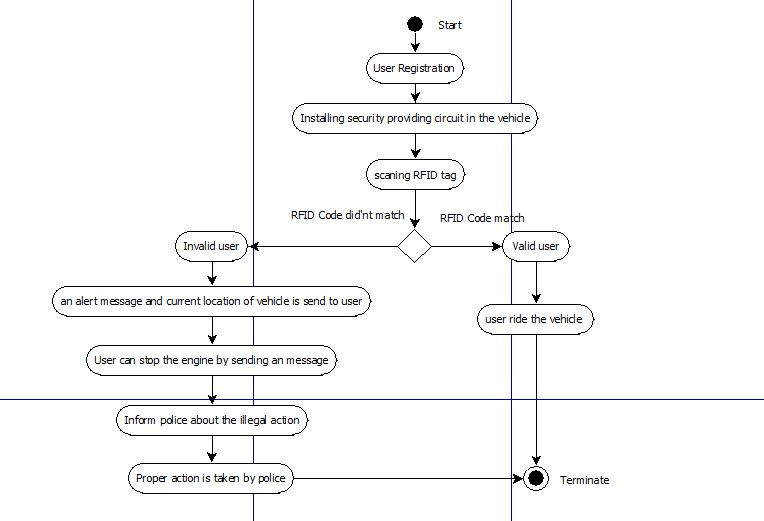 Start
User Registration
Installing security providing circuit in the vehicle
scaning RFID tag
RFID Code did'nt match
RFID Code match
Invalid user
Valid user
an alert message and current location of vehicle is send to user
user ride the vehicle
User can stop the engine by sending an message
Inform police about the illegal action
Proper action is taken by police
Terminate